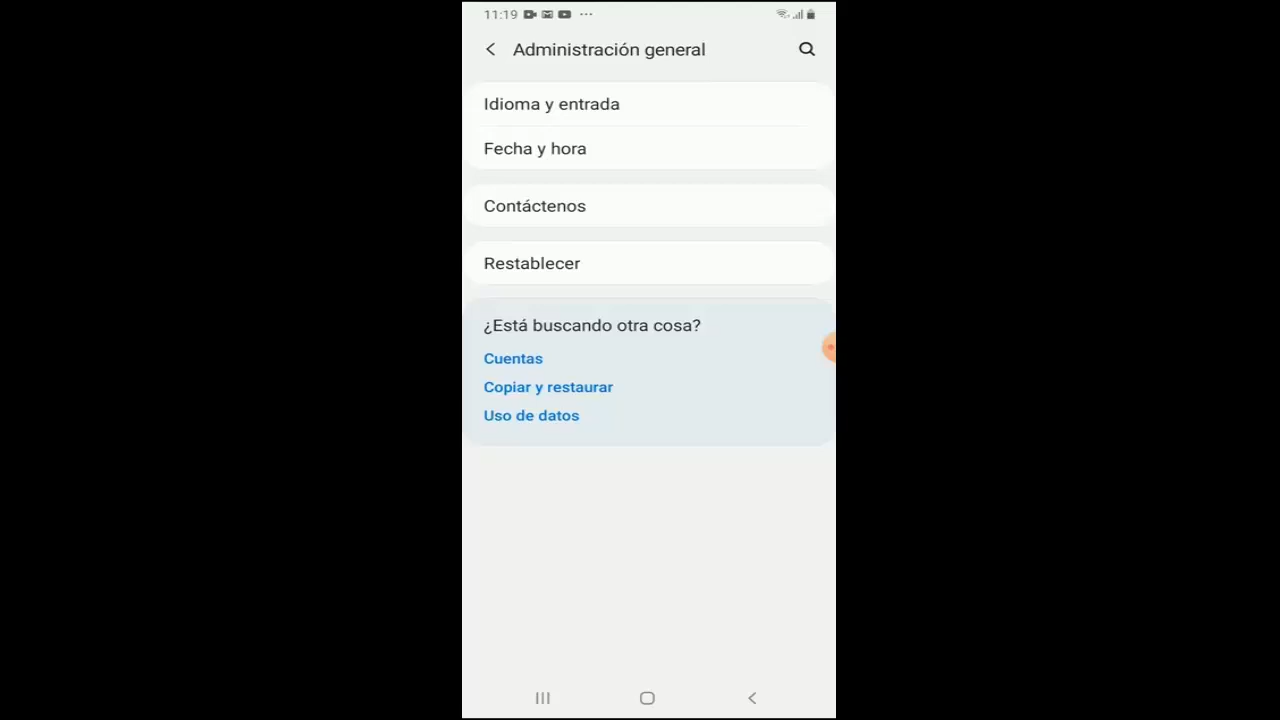 11:19
Administración general
Idioma y entrada
Fecha y hora
Contáctenos
Restablecer
¿Está buscando otra cosa?
Cuentas
Copiar y restaurar
Uso de datos